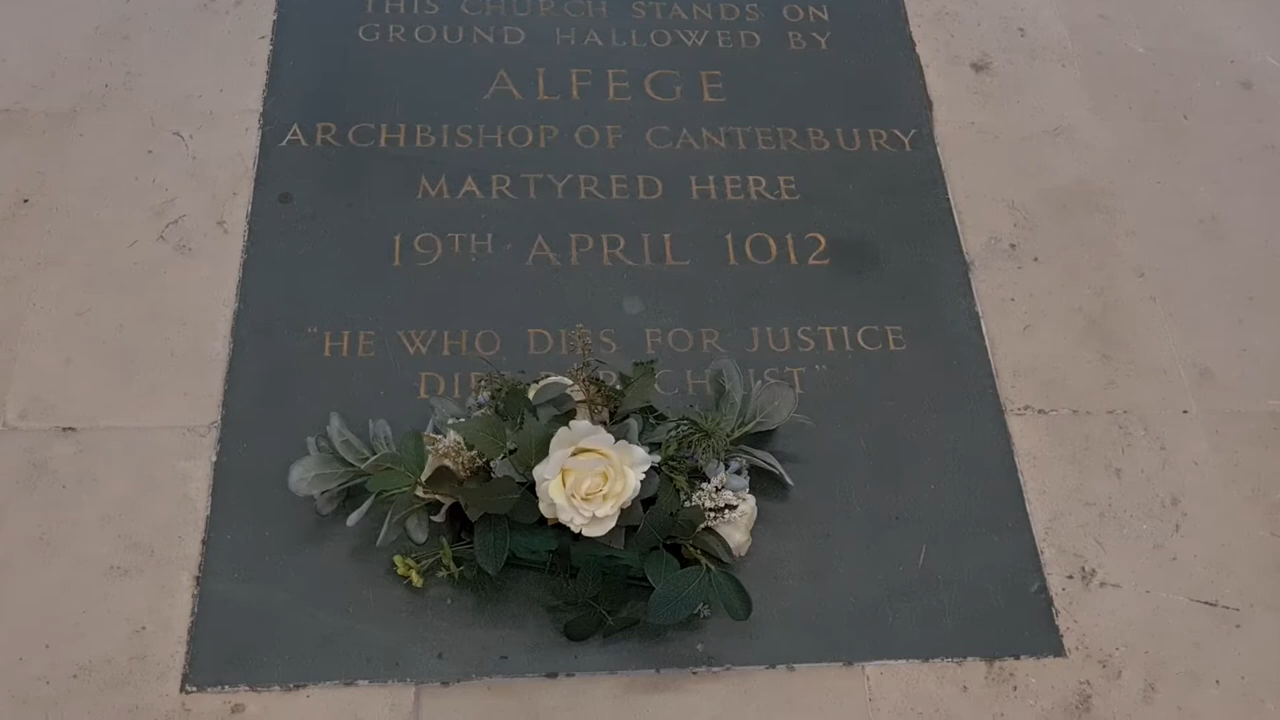 THIS CHURCH STANDS ON
GROUND HALLOWED BY
ALFEGE
ARCHBISHOP OF CANTERBURY
MARTYRED HERE
19TH APRIL 1012
"HE WHO DIES FOR JUSTICE